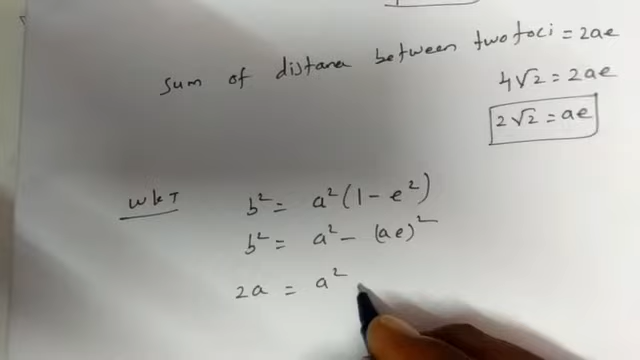 Sum of distana between two foci = 2ae
4√2 = 2ae
2√2 = ae
WKT b² = a²(1 - e²)
b² = a² - (ae)²
2a = a²